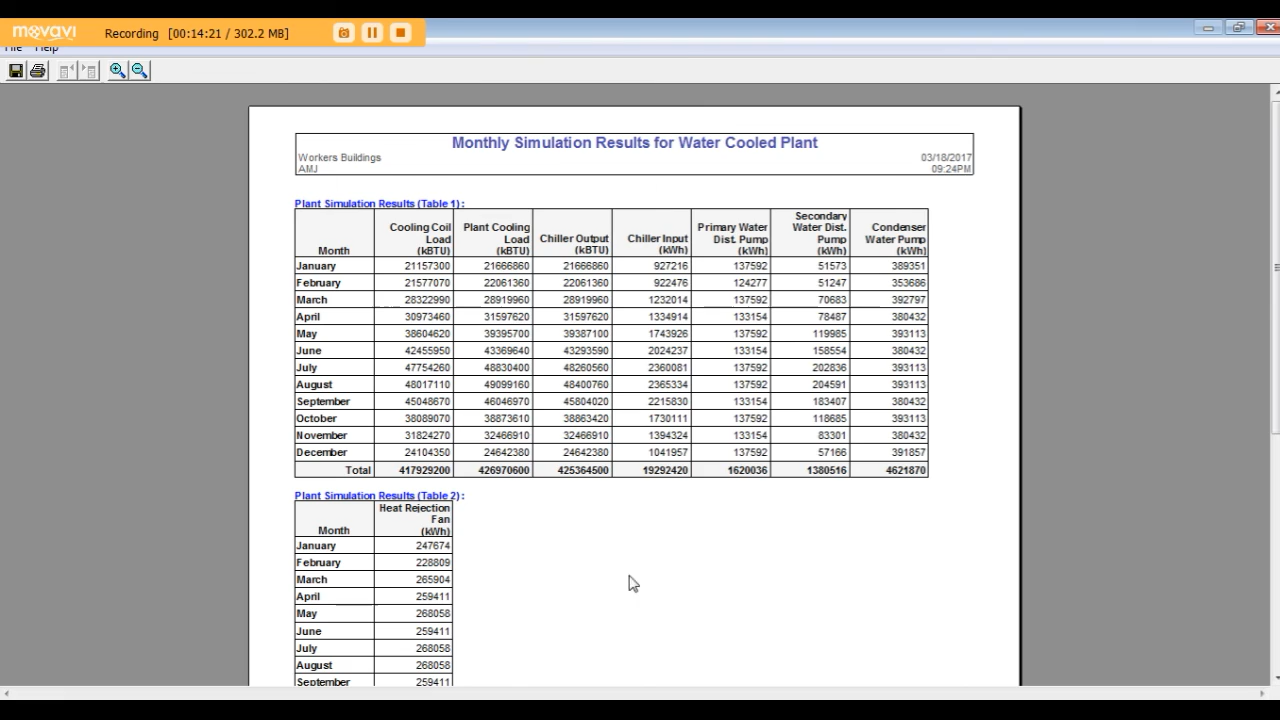 movavi
Recording [00:14:21 / 302.2 MB]
File Help
Monthly Simulation Results for Water Cooled Plant
Workers Buildings 03/18/2017
AMJ 09:24PM
Plant Simulation Results (Table 1) :
Month Cooling Coil Load (kBTU) Plant Cooling Load (kBTU) Chiller Output (kBTU) Chiller Input (kWh) Primary Water Dist. Pump (kWh) Secondary Water Dist. Pump (kWh) Condenser Water Pump (kWh)
January 21157300 21666860 21666860 927216 137592 51573 389351
February 21577070 22061360 22061360 922476 124277 51247 353686
March 28322990 28919960 28919960 1232014 137592 70683 392797
April 30973460 31597620 31597620 1334914 133154 78487 380432
May 38604620 39395700 39387100 1743926 137592 119985 393113
June 42455950 43369640 43293590 2024237 133154 158554 380432
July 47754260 48830400 48260560 2360081 137592 202836 393113
August 48017110 49099160 48400760 2365334 137592 204591 393113
September 45048670 46046970 45804020 2215830 133154 183407 380432
October 38089070 38873610 38863420 1730111 137592 118685 393113
November 31824270 32466910 32466910 1394324 133154 83301 380432
December 24104350 24642380 24642380 1041957 137592 57166 391857
Total 417929200 426970600 425364500 19292420 1620036 1380516 4621870
Plant Simulation Results (Table 2) :
Month Heat Rejection Fan (kWh)
January 247674
February 228809
March 265904
April 259411
May 268058
June 259411
July 268058
August 268058
September 259411